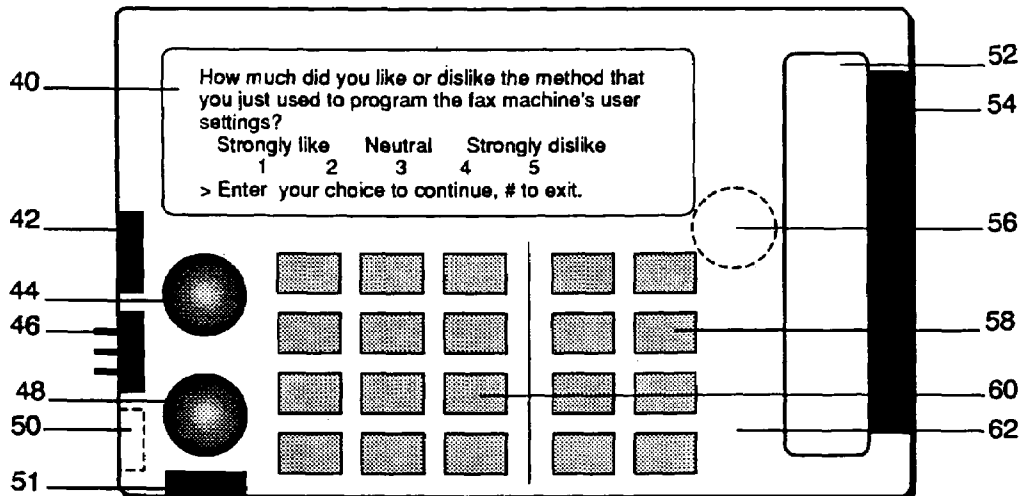 40
How much did you like or dislike the method that
you just used to program the fax machine's user
settings?
Strongly like Neutral Strongly dislike
1 2 3 4 5
> Enter your choice to continue, # to exit.
52
54
42
56
44
46
58
48
60
50
62
51